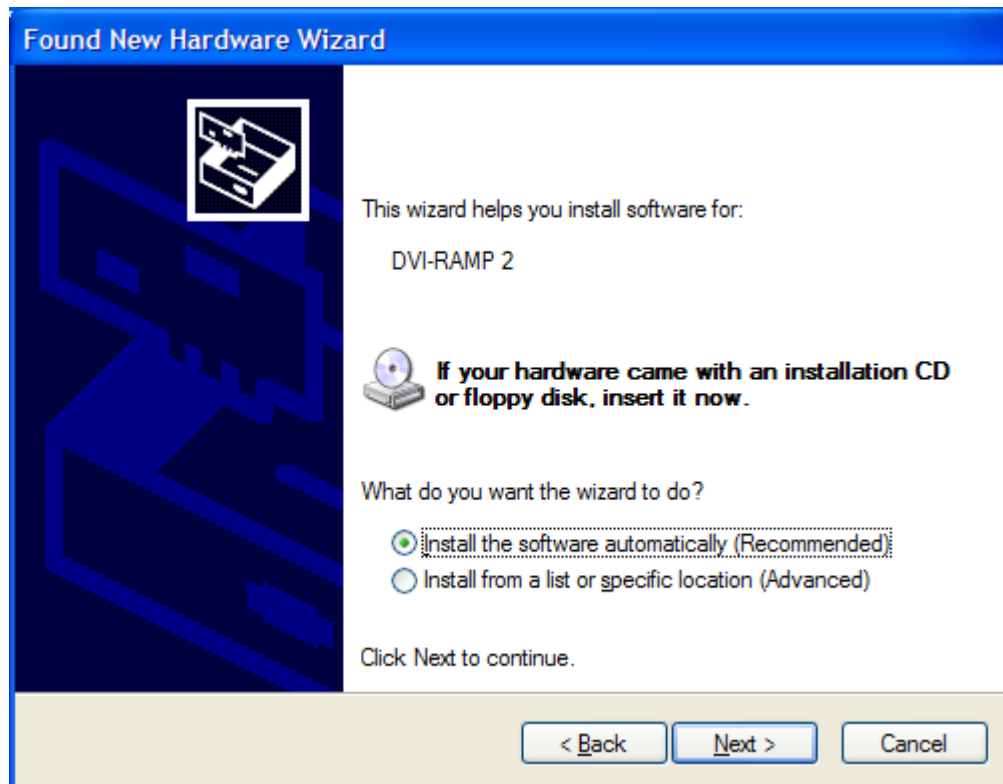 Found New Hardware Wizard
This wizard helps you install software for:
DVI-RAMP 2
If your hardware came with an installation CD
or floppy disk, insert it now.
What do you want the wizard to do?
Install the software automatically (Recommended)
Install from a list or specific location (Advanced)
Click Next to continue.
< Back
Next >
Cancel